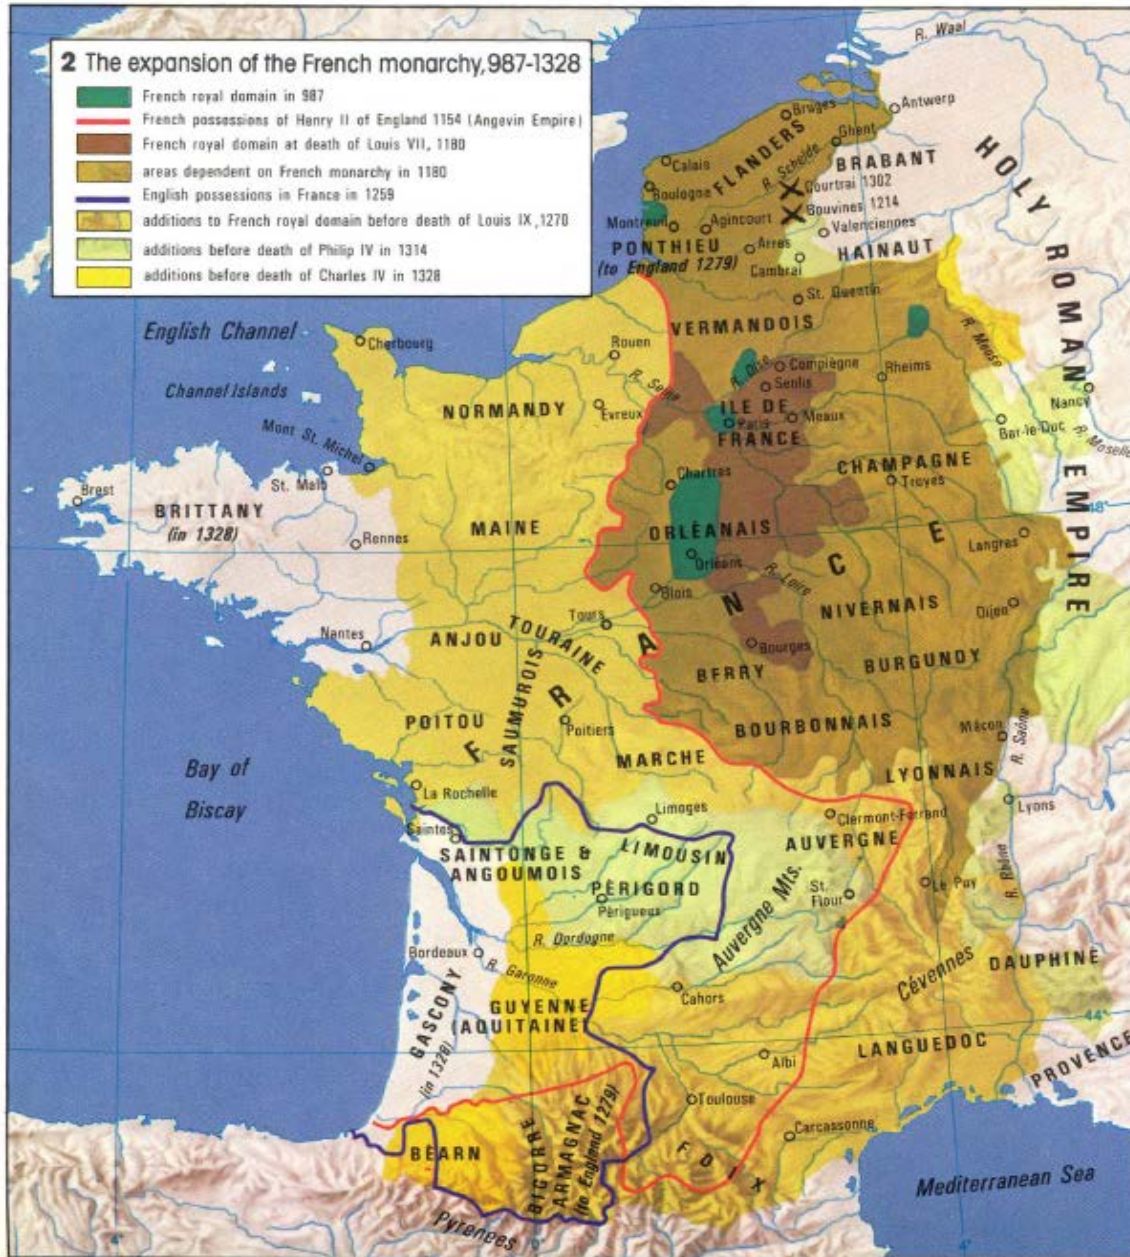 2 The expansion of the French monarchy, 987-1328
French royal domain in 987
French possessions of Henry II of England 1154 (Angevin Empire)
French royal domain at death of Louis VII, 1180
areas dependent on French monarchy in 1180
English possessions in France in 1259
additions to French royal domain before death of Louis IX, 1270
additions before death of Philip IV in 1314
additions before death of Charles IV in 1328
R. Waal
Bruges
Antwerp
Ghent
FLANDERS
R. Schelde
BRABANT
HOLY ROMAN EMPIRE
Calais
Boulogne
Courtrai 1302
Bouvines 1214
Montreuil
Agincourt
Valenciennes
PONTHIEU
(to England 1279)
Arras
HAINAUT
Cambrai
St. Quentin
English Channel
Cherbourg
Rouen
VERMANDOIS
R. Meuse
R. Oise
Compiègne
Senlis
Rheims
R. Seine
Channel Islands
NORMANDY
Evreux
ILE DE
FRANCE
Paris
Meaux
Nancy
Bar-le-Duc
R. Moselle
Mont St. Michel
St. Malo
Chartres
CHAMPAGNE
Troyes
Brest
BRITTANY
(in 1328)
Rennes
MAINE
ORLÉANAIS
Orléans
48°
Langres
FRANCE
Blois
R. Loire
NIVERNAIS
Dijon
Nantes
ANJOU
Tours
TOURAINE
Bourges
BERRY
BURGUNDY
SAUMUROIS
POITOU
Poitiers
BOURBONNAIS
Mâcon
R. Saône
MARCHE
LYONNAIS
Bay of
Biscay
La Rochelle
Limoges
Clermont-Ferrand
Lyons
Saintes
SAINTONGE &
ANGOUMOIS
LIMOUSIN
AUVERGNE
PÈRIGORD
Périgueux
Auvergne Mts.
St.
Flour
Le Puy
R. Rhône
R. Dordogne
Bordeaux
R. Garonne
Cahors
Cévennes
DAUPHINÉ
GASCONY
(in 1328)
GUYENNE
(AQUITAINE)
44°
Albi
LANGUEDOC
PROVENCE
Toulouse
BÈARN
BIGORRE
ARMAGNAC
(to England 1279)
FOIX
Carcassonne
Mediterranean Sea
Pyrenees
4°
0°
4°